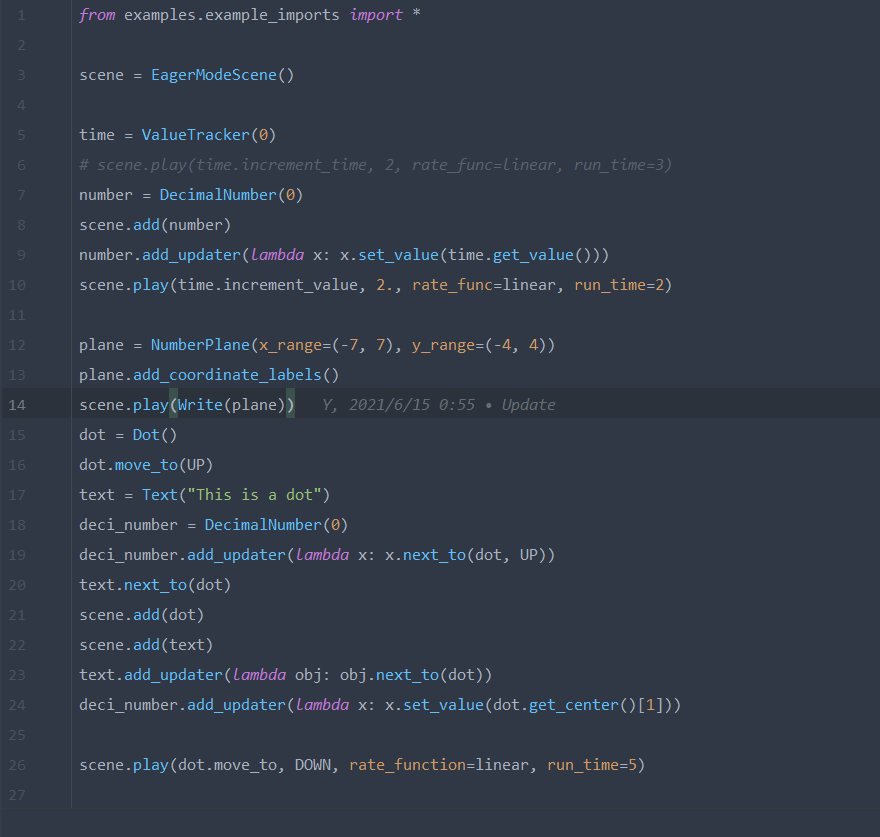 1 from examples.example_imports import *
2
3 scene = EagerModeScene()
4
5 time = ValueTracker(0)
6 # scene.play(time.increment_time, 2, rate_func=linear, run_time=3)
7 number = DecimalNumber(0)
8 scene.add(number)
9 number.add_updater(lambda x: x.set_value(time.get_value()))
10 scene.play(time.increment_value, 2., rate_func=linear, run_time=2)
11
12 plane = NumberPlane(x_range=(-7, 7), y_range=(-4, 4))
13 plane.add_coordinate_labels()
14 scene.play(Write(plane)) Y, 2021/6/15 0:55 • Update
15 dot = Dot()
16 dot.move_to(UP)
17 text = Text("This is a dot")
18 deci_number = DecimalNumber(0)
19 deci_number.add_updater(lambda x: x.next_to(dot, UP))
20 text.next_to(dot)
21 scene.add(dot)
22 scene.add(text)
23 text.add_updater(lambda obj: obj.next_to(dot))
24 deci_number.add_updater(lambda x: x.set_value(dot.get_center()[1]))
25
26 scene.play(dot.move_to, DOWN, rate_function=linear, run_time=5)
27